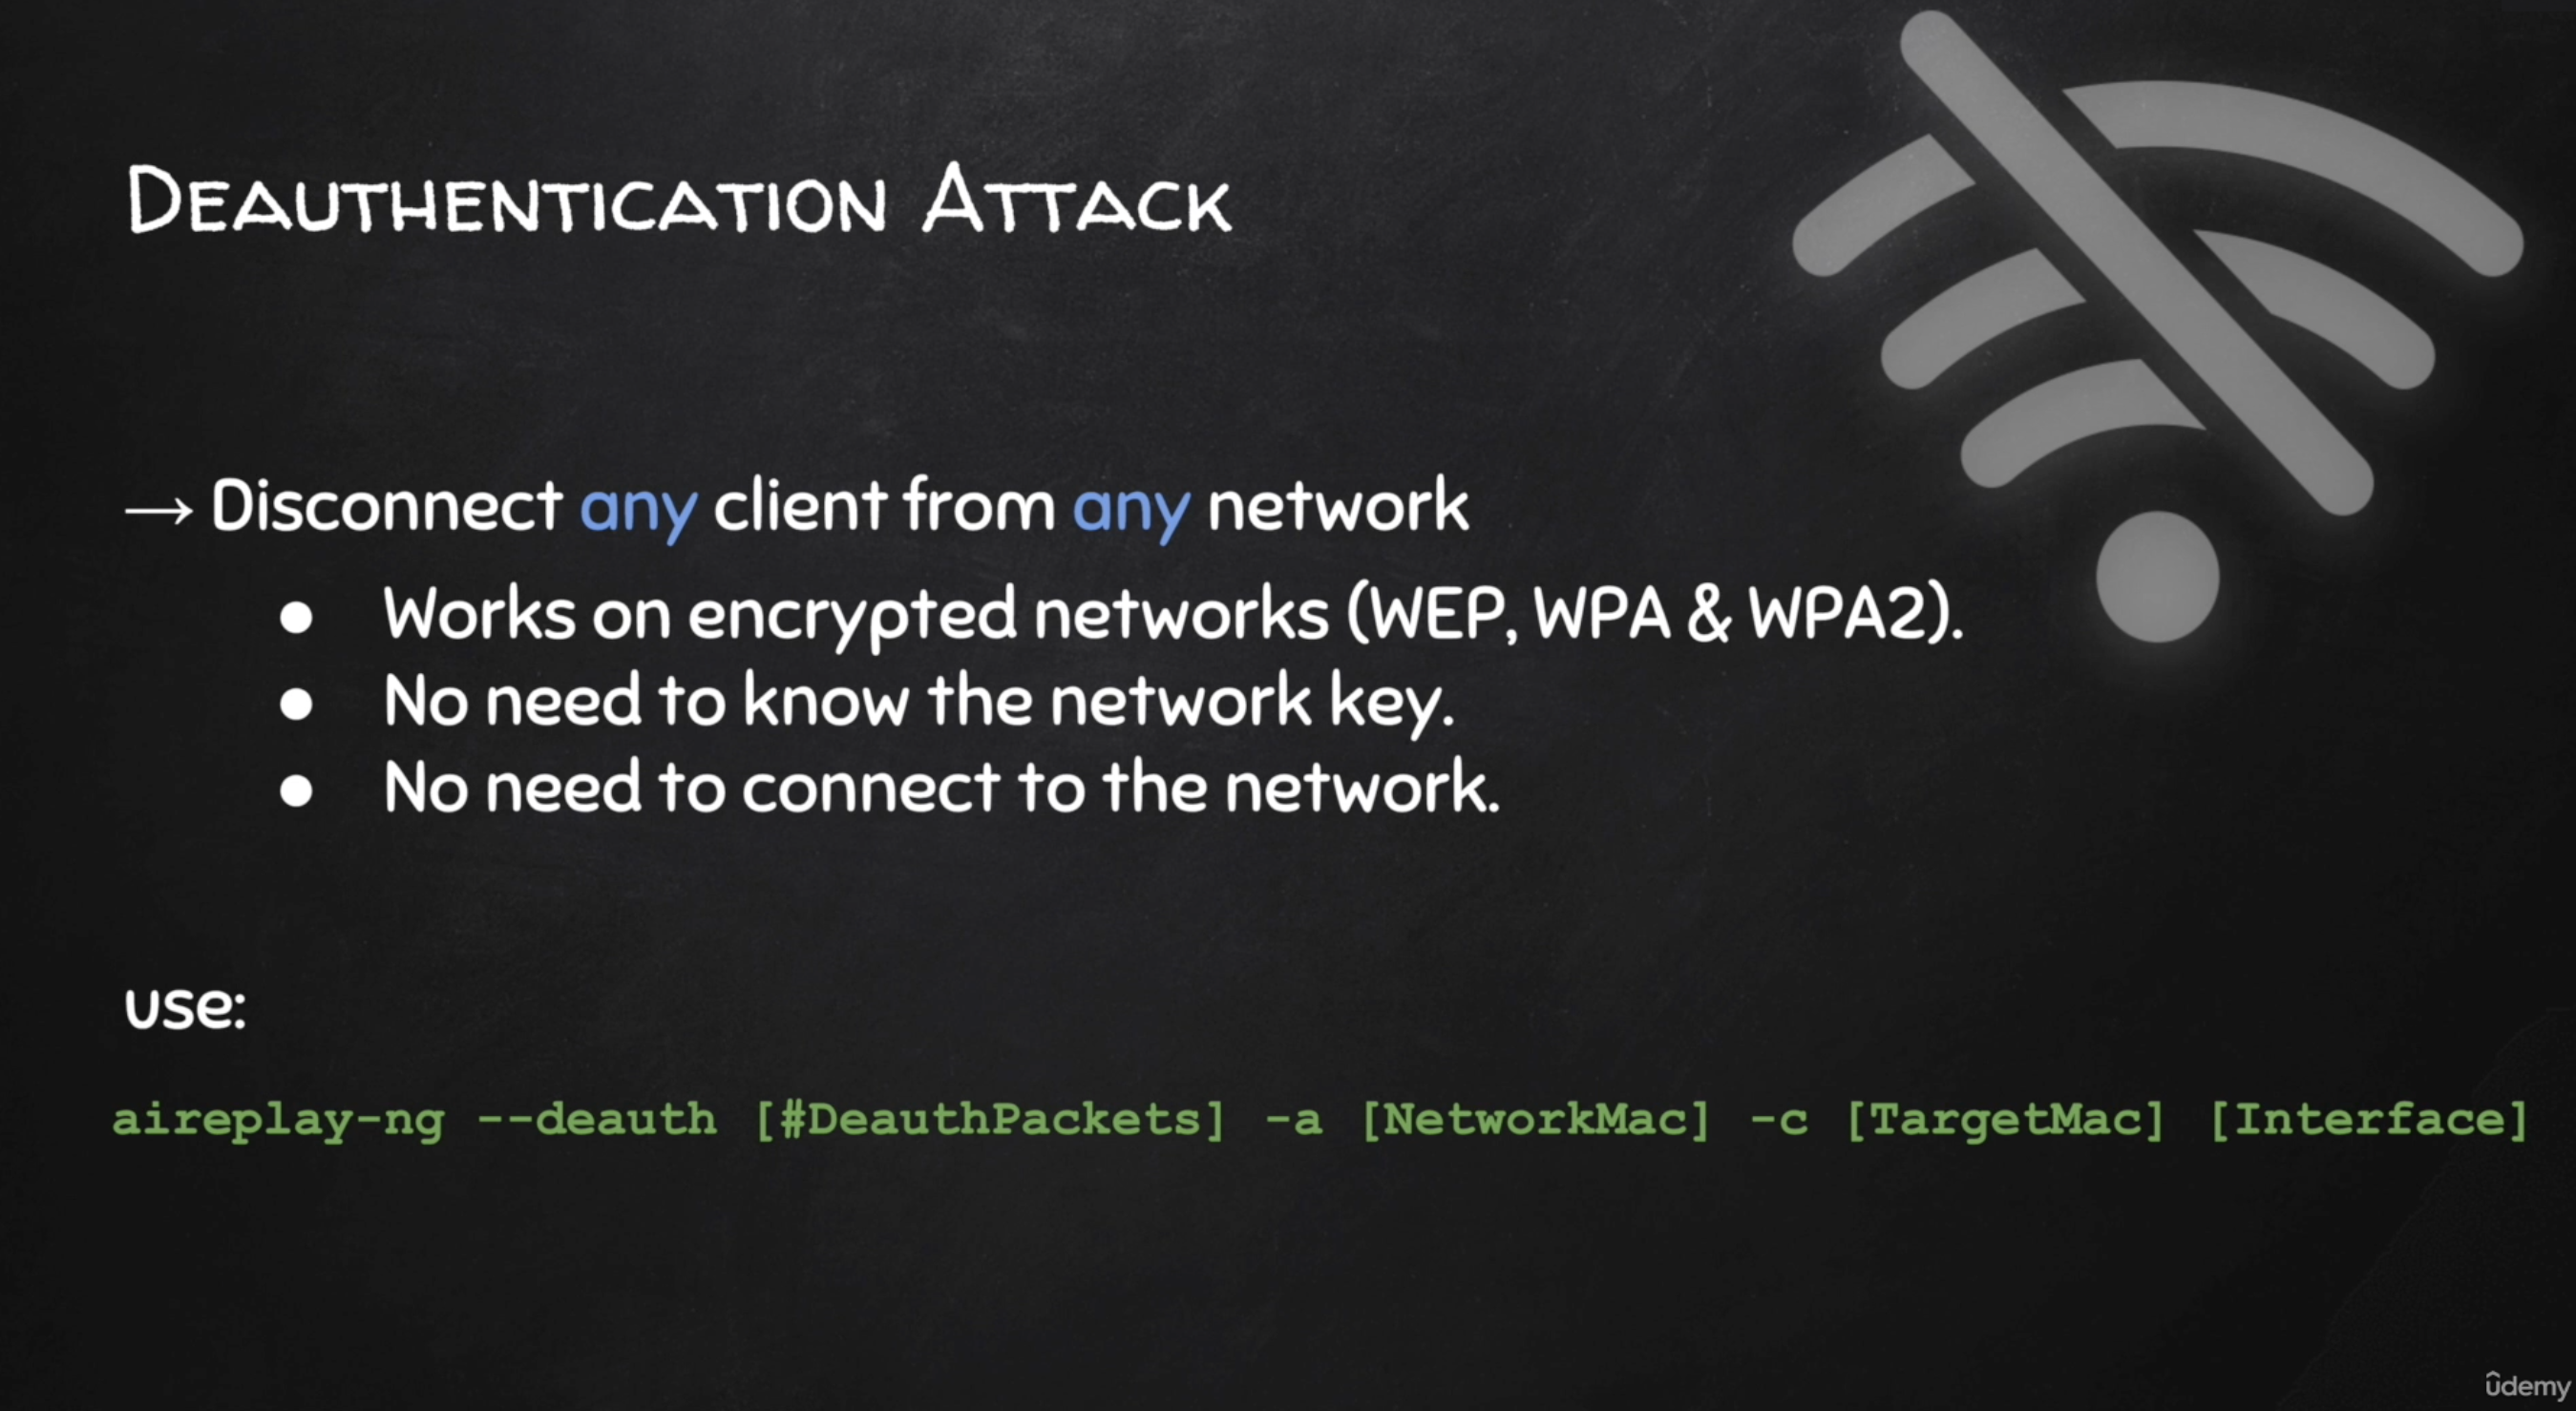 Deauthentication Attack
→ Disconnect any client from any network
● Works on encrypted networks (WEP, WPA & WPA2).
● No need to know the network key.
● No need to connect to the network.
use:
aireplay-ng --deauth [#DeauthPackets] -a [NetworkMac] -c [TargetMac] [Interface]
ûdemy